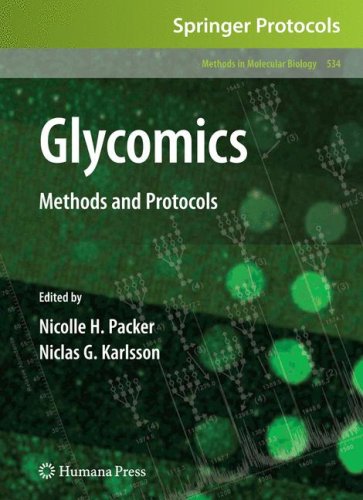 Springer Protocols
Methods in Molecular Biology 534
Glycomics
Methods and Protocols
Edited by
Nicolle H. Packer
Niclas G. Karlsson
Humana Press